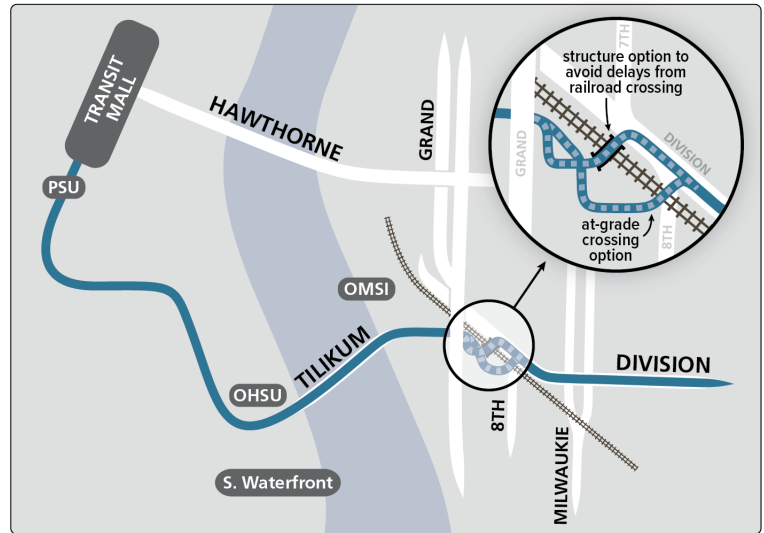 TRANSIT
MALL
PSU
HAWTHORNE
GRAND
structure option to
avoid delays from
railroad crossing
7TH
GRAND
DIVISION
8TH
at-grade
crossing
option
OMSI
TILIKUM
OHSU
DIVISION
8TH
MILWAUKIE
S. Waterfront